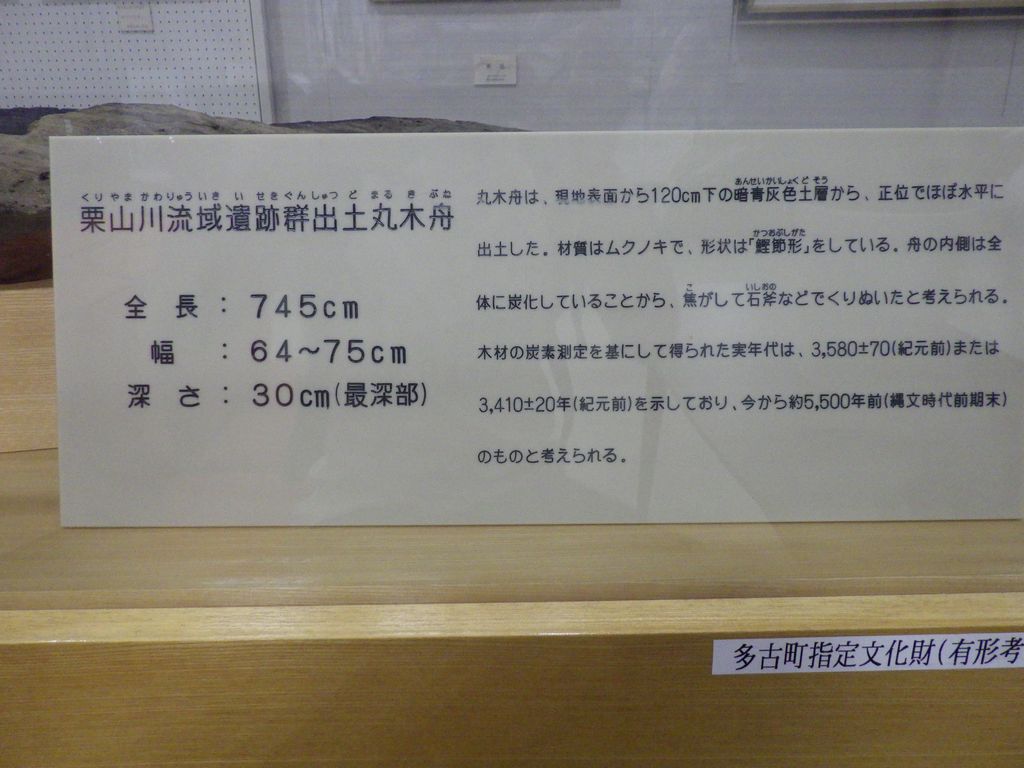 くりやまかわりゅういき い せきぐんしゅつ ど まる き ぶね
栗山川流域遺跡群出土丸木舟
全　長 ： 745cm
幅 ： 64～75cm
深　さ ： 30cm(最深部)
あんせいかいしょくどそう
丸木舟は、現地表面から120cm下の暗青灰色土層から、正位でほぼ水平に
かつおぶしがた
出土した。材質はムクノキで、形状は「鰹節形」をしている。舟の内側は全
こ いしおの
体に炭化していることから、焦がして石斧などでくりぬいたと考えられる。
木材の炭素測定を基にして得られた実年代は、3,580±70(紀元前)または
3,410±20年(紀元前)を示しており、今から約5,500年前(縄文時代前期末)
のものと考えられる。
多古町指定文化財(有形考